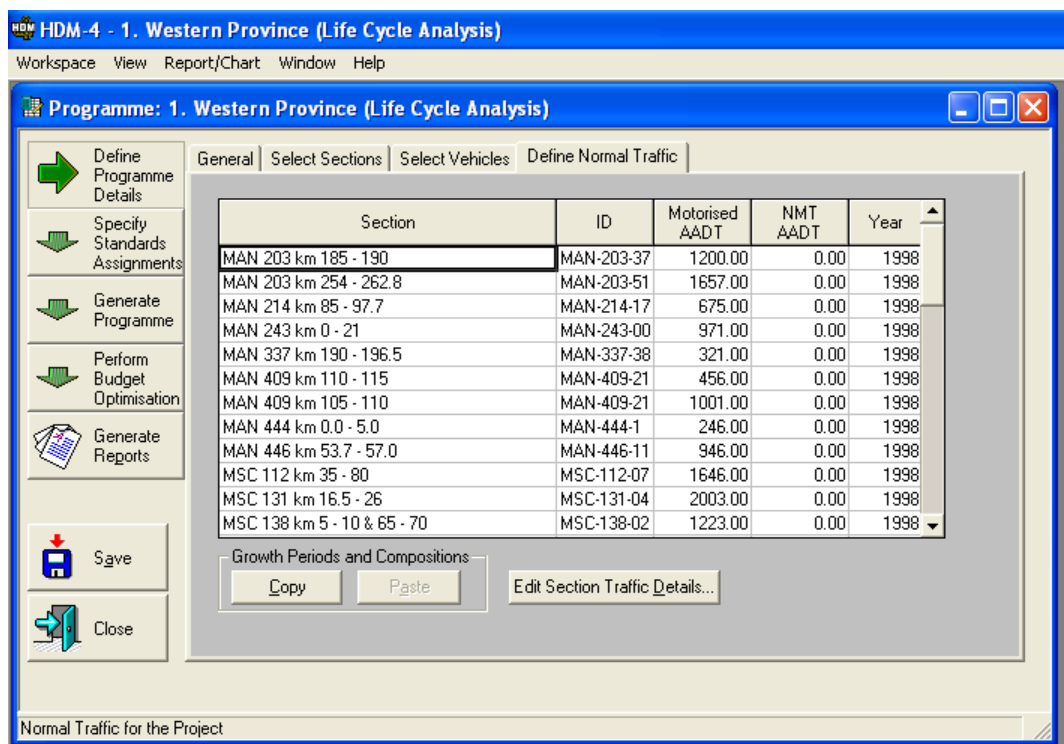 HDM-4 - 1. Western Province (Life Cycle Analysis)
Workspace View Report/Chart Window Help
Programme: 1. Western Province (Life Cycle Analysis)
Define Programme Details
Specify Standards Assignments
Generate Programme
Perform Budget Optimisation
Generate Reports
Save
Close
General Select Sections Select Vehicles Define Normal Traffic
Section ID Motorised AADT NMT AADT Year
MAN 203 km 185 - 190 MAN-203-37 1200.00 0.00 1998
MAN 203 km 254 - 262.8 MAN-203-51 1657.00 0.00 1998
MAN 214 km 85 - 97.7 MAN-214-17 675.00 0.00 1998
MAN 243 km 0 - 21 MAN-243-00 971.00 0.00 1998
MAN 337 km 190 - 196.5 MAN-337-38 321.00 0.00 1998
MAN 409 km 110 - 115 MAN-409-21 456.00 0.00 1998
MAN 409 km 105 - 110 MAN-409-21 1001.00 0.00 1998
MAN 444 km 0.0 - 5.0 MAN-444-1 246.00 0.00 1998
MAN 446 km 53.7 - 57.0 MAN-446-11 946.00 0.00 1998
MSC 112 km 35 - 80 MSC-112-07 1646.00 0.00 1998
MSC 131 km 16.5 - 26 MSC-131-04 2003.00 0.00 1998
MSC 138 km 5 - 10 & 65 - 70 MSC-138-02 1223.00 0.00 1998
Growth Periods and Compositions
Copy Paste Edit Section Traffic Details...
Normal Traffic for the Project